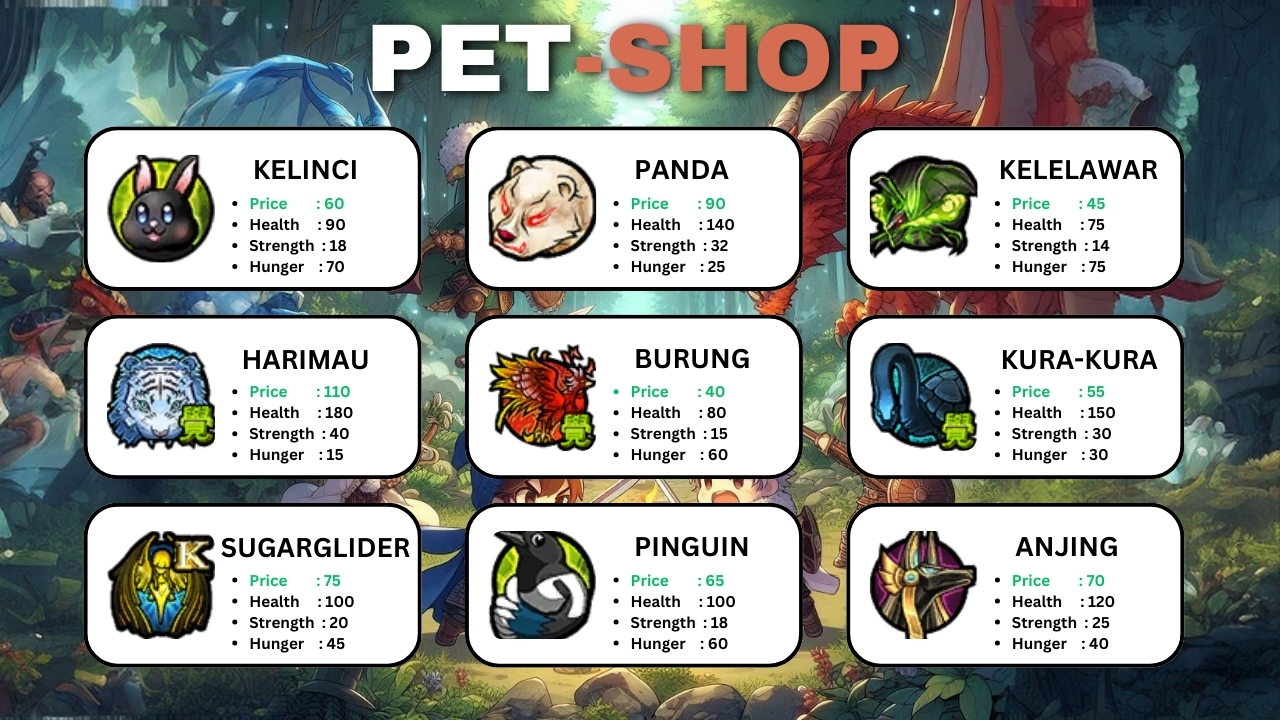 PET-SHOP
KELINCI
• Price : 60
• Health : 90
• Strength : 18
• Hunger : 70
PANDA
• Price : 90
• Health : 140
• Strength : 32
• Hunger : 25
KELELAWAR
• Price : 45
• Health : 75
• Strength : 14
• Hunger : 75
HARIMAU
• Price : 110
• Health : 180
• Strength : 40
• Hunger : 15
覺
BURUNG
• Price : 40
• Health : 80
• Strength : 15
• Hunger : 60
覺
KURA-KURA
• Price : 55
• Health : 150
• Strength : 30
• Hunger : 30
覺
K
SUGARGLIDER
• Price : 75
• Health : 100
• Strength : 20
• Hunger : 45
PINGUIN
• Price : 65
• Health : 100
• Strength : 18
• Hunger : 60
ANJING
• Price : 70
• Health : 120
• Strength : 25
• Hunger : 40